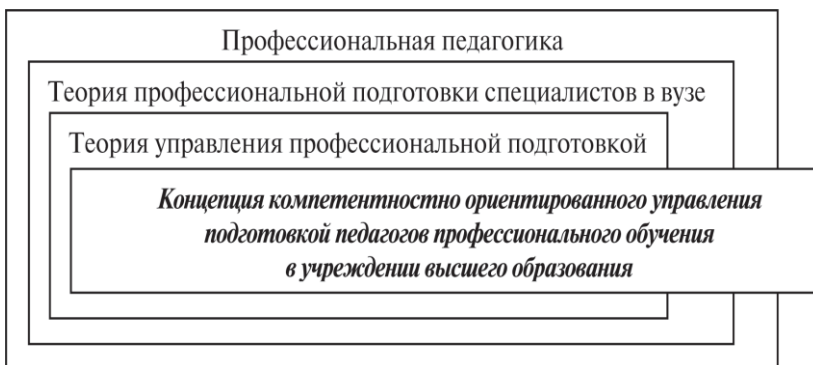 Профессиональная педагогика
Теория профессиональной подготовки специалистов в вузе
Теория управления профессиональной подготовкой
Концепция компетентностно ориентированного управления
подготовкой педагогов профессионального обучения
в учреждении высшего образования